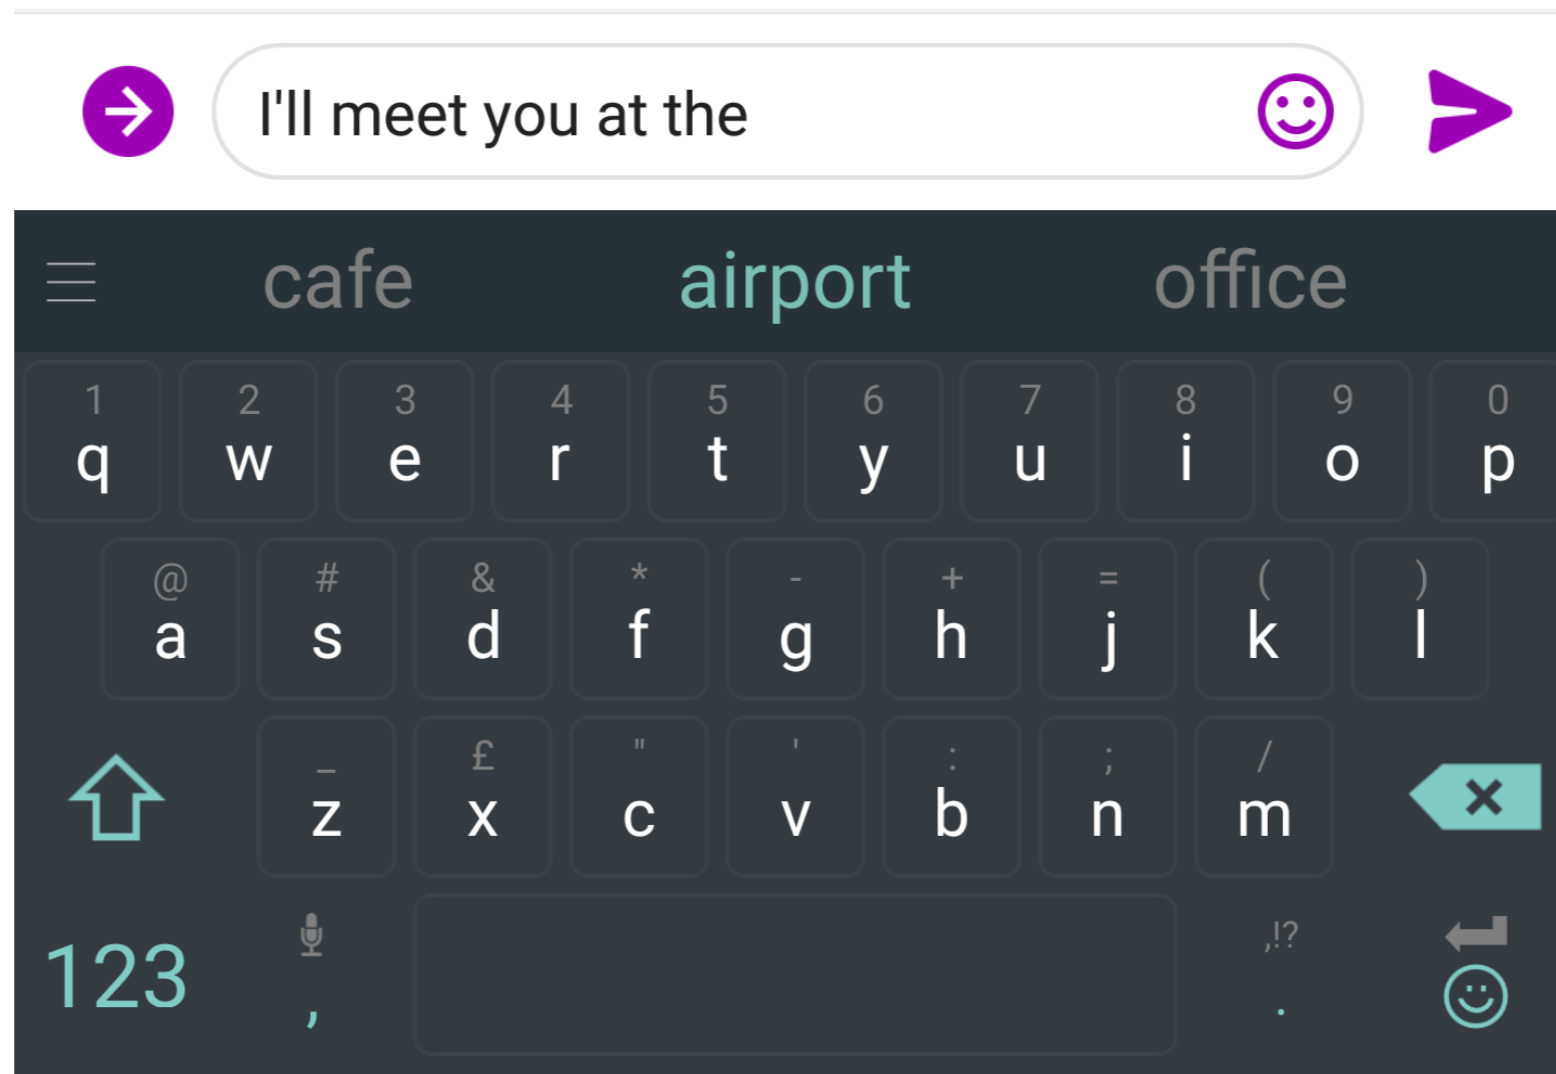 I'll meet you at the
cafe airport office
1 2 3 4 5 6 7 8 9 0
q w e r t y u i o p
@ # & * - + = ( )
a s d f g h j k l
_ £ " ' : ; /
z x c v b n m
123 , ,!? .